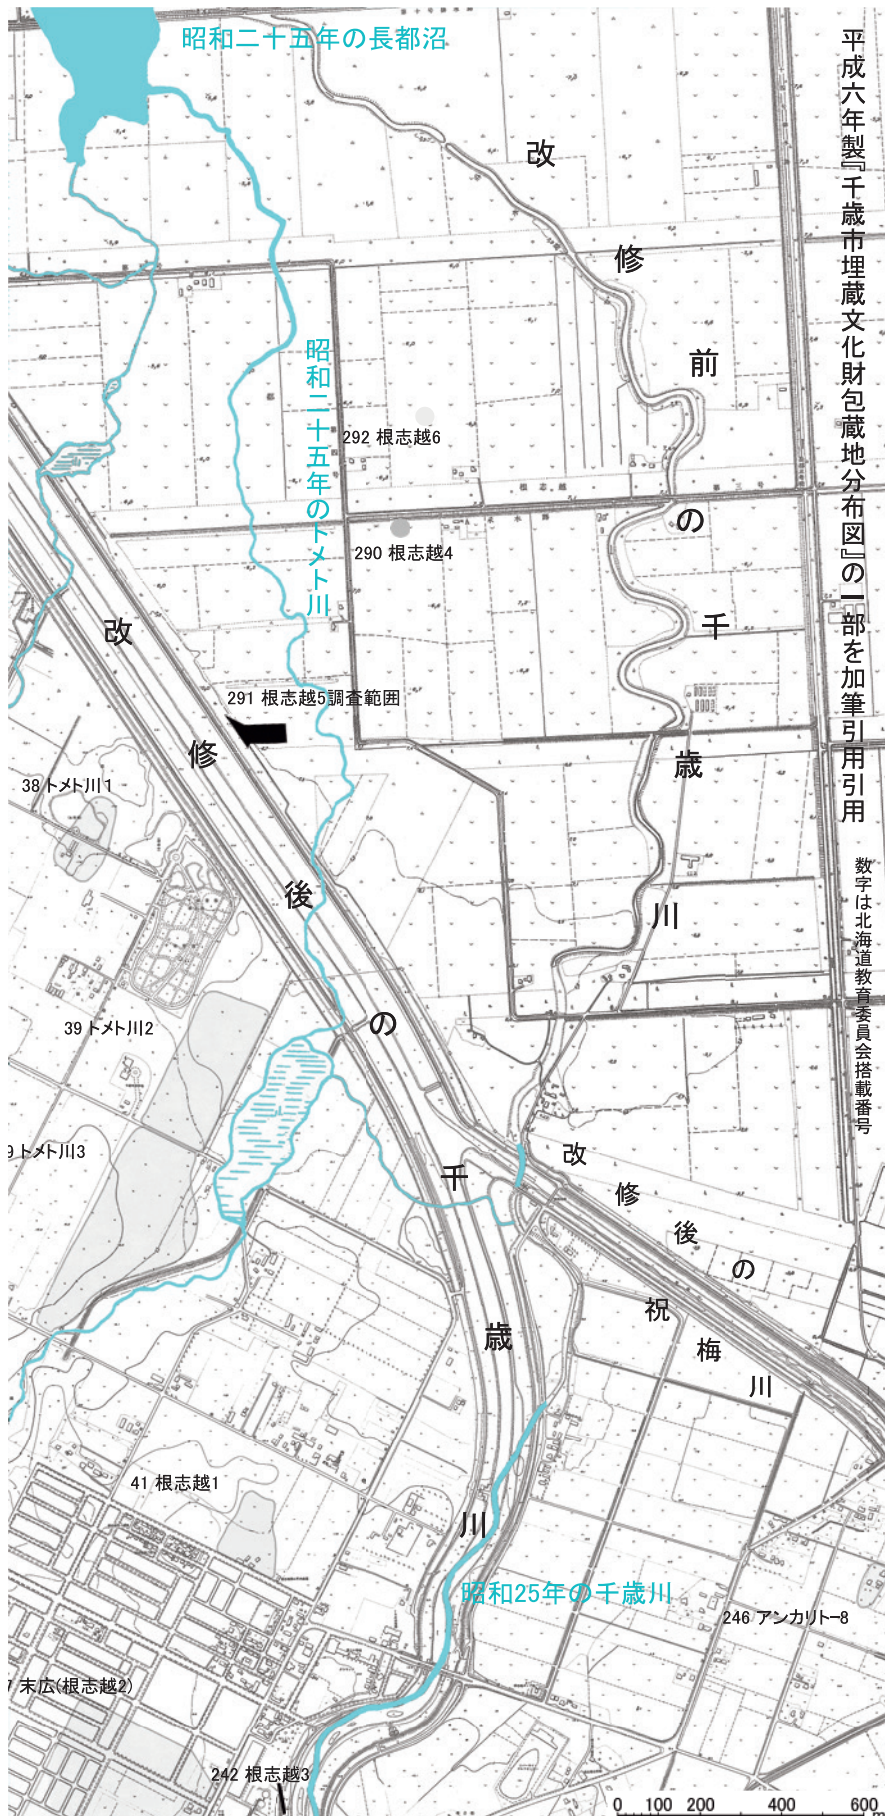 平成六年製『千歳市埋蔵文化財包蔵地分布図』の一部を加筆引用引用
数字は北海道教育委員会搭載番号
昭和二十五年の長都沼
改修前の千歳川
昭和二十五年のトメト川
292 根志越6
290 根志越4
291 根志越5調査範囲
改修後の千歳川
38 トメト川1
39 トメト川2
9 トメト川3
改修後の祝梅川
41 根志越1
昭和25年の千歳川
246 アンカリトー8
7 末広(根志越2)
242 根志越3
0 100 200 400 600